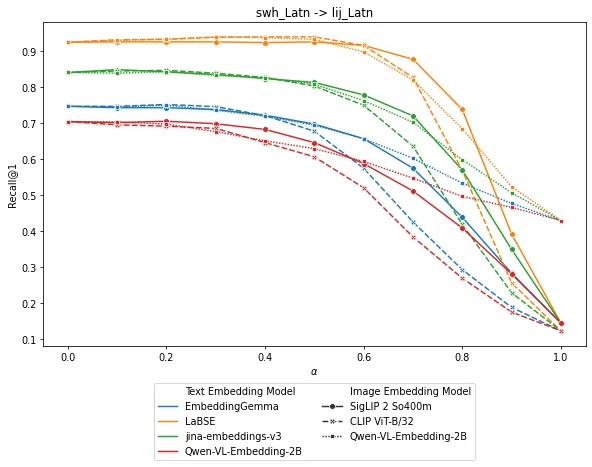 swh_Latn -> lij_Latn
Recall@1
0.9
0.8
0.7
0.6
0.5
0.4
0.3
0.2
0.1
0.0 0.2 0.4 0.6 0.8 1.0
α
Text Embedding Model Image Embedding Model
EmbeddingGemma SigLIP 2 So400m
LaBSE CLIP ViT-B/32
jina-embeddings-v3 Qwen-VL-Embedding-2B
Qwen-VL-Embedding-2B